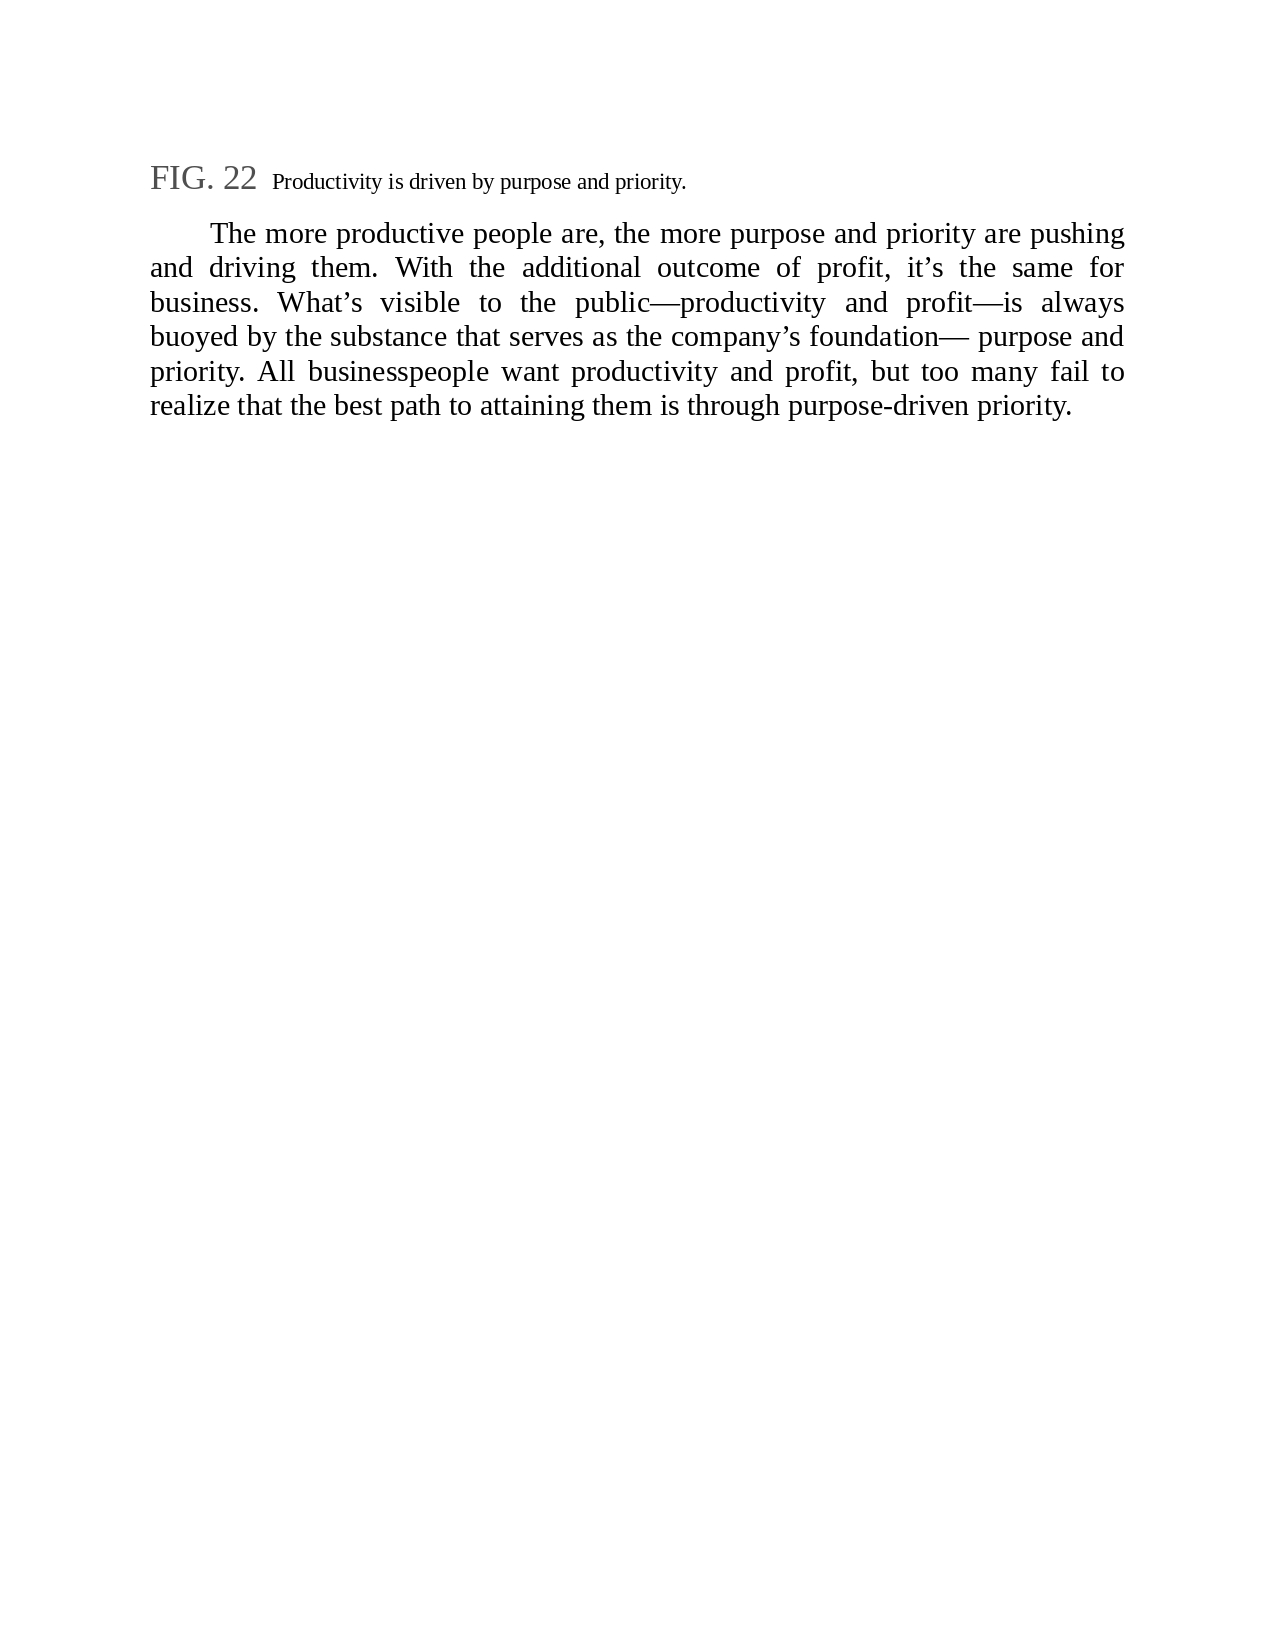 FIG. 22 Productivity is driven by purpose and priority.
The more productive people are, the more purpose and priority are pushing
and driving them. With the additional outcome of profit, it’s the same for
business. What’s visible to the public—productivity and profit—is always
buoyed by the substance that serves as the company’s foundation— purpose and
priority. All businesspeople want productivity and profit, but too many fail to
realize that the best path to attaining them is through purpose-driven priority.